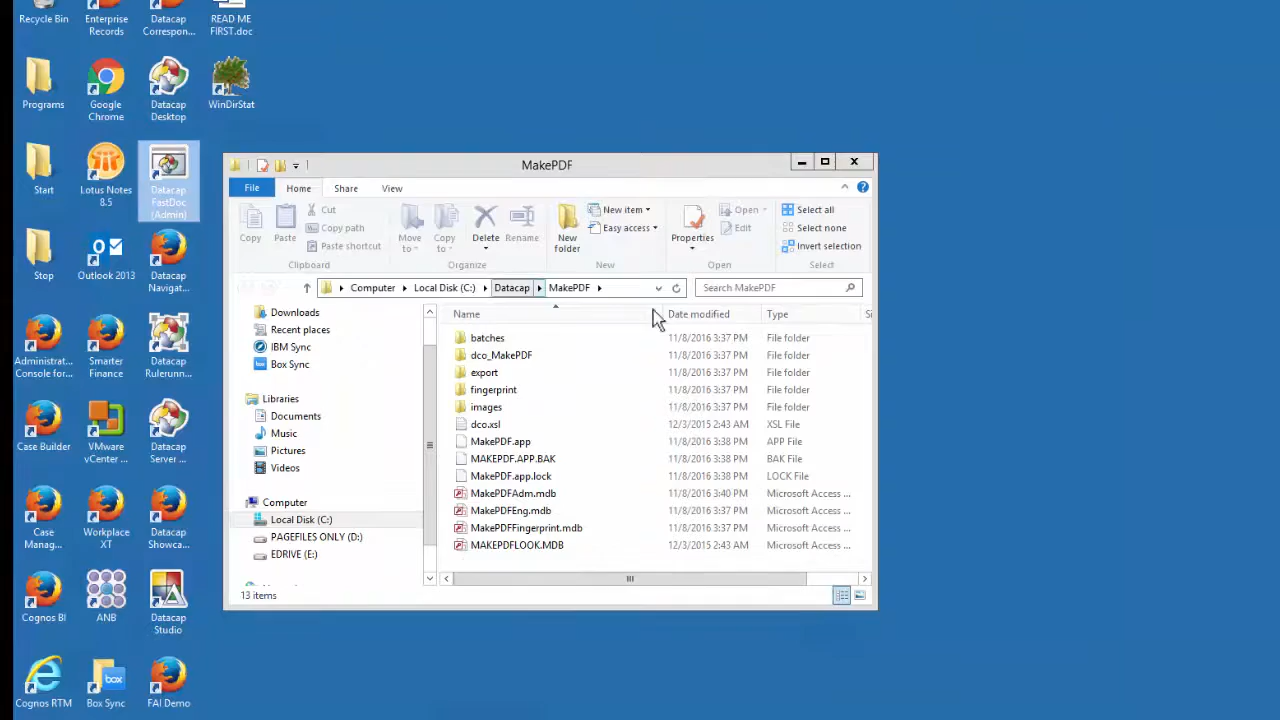 Recycle Bin
Enterprise
Records
Datacap
Correspon...
READ ME
FIRST.doc
Programs
Google
Chrome
Datacap
Desktop
WinDirStat
Start
Lotus Notes
8.5
Datacap
FastDoc
(Admin)
Stop
Outlook 2013
Datacap
Navigat...
Administrat...
Console for...
Smarter
Finance
Datacap
Rulerunn...
Case Builder
VMware
vCenter ...
Datacap
Server ...
Case
Manag...
Workplace
XT
Datacap
Showca...
Cognos BI
ANB
Datacap
Studio
Cognos RTM
box
Box Sync
FAI Demo
MakePDF
File
Home
Share
View
Copy
Paste
Cut
Copy path
Paste shortcut
Clipboard
Move
to
Copy
to
Delete
Rename
Organize
New
folder
New item
Easy access
New
Properties
Open
Edit
Open
Select all
Select none
Invert selection
Select
Computer
Local Disk (C:)
Datacap
MakePDF
Search MakePDF
Downloads
Recent places
IBM Sync
Box Sync
Libraries
Documents
Music
Pictures
Videos
Computer
Local Disk (C:)
PAGEFILES ONLY (D:)
EDRIVE (E:)
Name Date modified Type Si
batches 11/8/2016 3:37 PM File folder
dco_MakePDF 11/8/2016 3:37 PM File folder
export 11/8/2016 3:37 PM File folder
fingerprint 11/8/2016 3:37 PM File folder
images 11/8/2016 3:37 PM File folder
dco.xsl 12/3/2015 2:43 AM XSL File
MakePDF.app 11/8/2016 3:38 PM APP File
MAKEPDF.APP.BAK 11/8/2016 3:38 PM BAK File
MakePDF.app.lock 11/8/2016 3:38 PM LOCK File
MakePDFAdm.mdb 11/8/2016 3:40 PM Microsoft Access ...
MakePDFEng.mdb 11/8/2016 3:37 PM Microsoft Access ...
MakePDFFingerprint.mdb 11/8/2016 3:37 PM Microsoft Access ...
MAKEPDFLOOK.MDB 12/3/2015 2:43 AM Microsoft Access ...
13 items